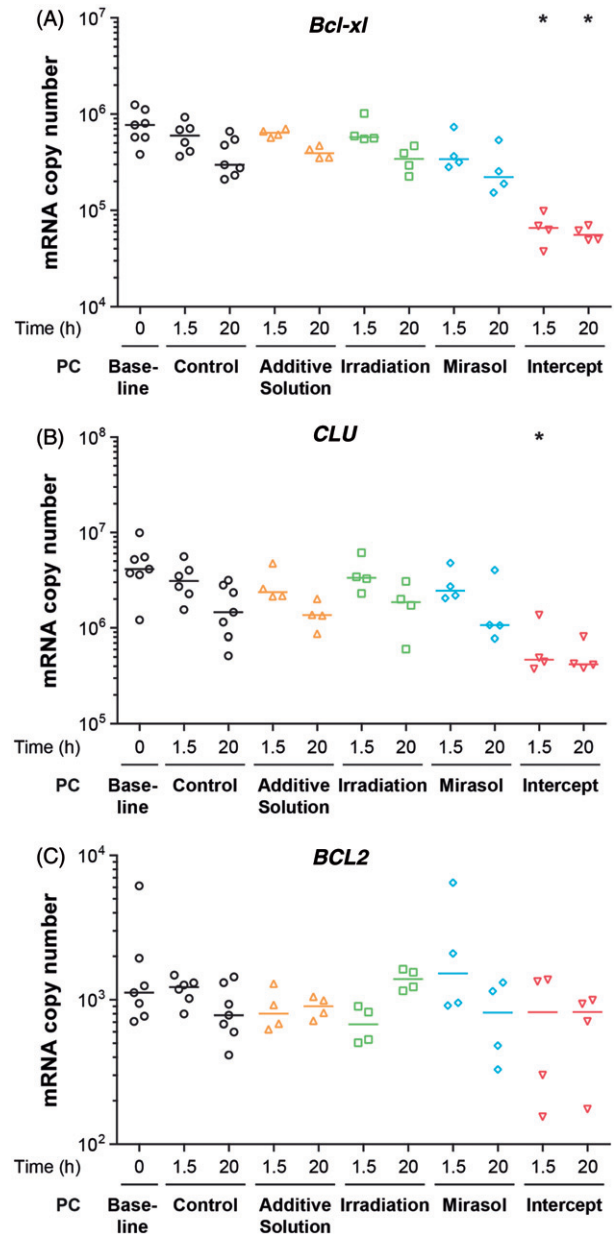 (A) Bcl-xl
* *
mRNA copy number
10^7
10^6
10^5
10^4
Time (h) 0 1.5 20 1.5 20 1.5 20 1.5 20 1.5 20
PC Base-line Control Additive Solution Irradiation Mirasol Intercept
(B) CLU
*
mRNA copy number
10^8
10^7
10^6
10^5
Time (h) 0 1.5 20 1.5 20 1.5 20 1.5 20 1.5 20
PC Base-line Control Additive Solution Irradiation Mirasol Intercept
(C) BCL2
mRNA copy number
10^4
10^3
10^2
Time (h) 0 1.5 20 1.5 20 1.5 20 1.5 20 1.5 20
PC Base-line Control Additive Solution Irradiation Mirasol Intercept